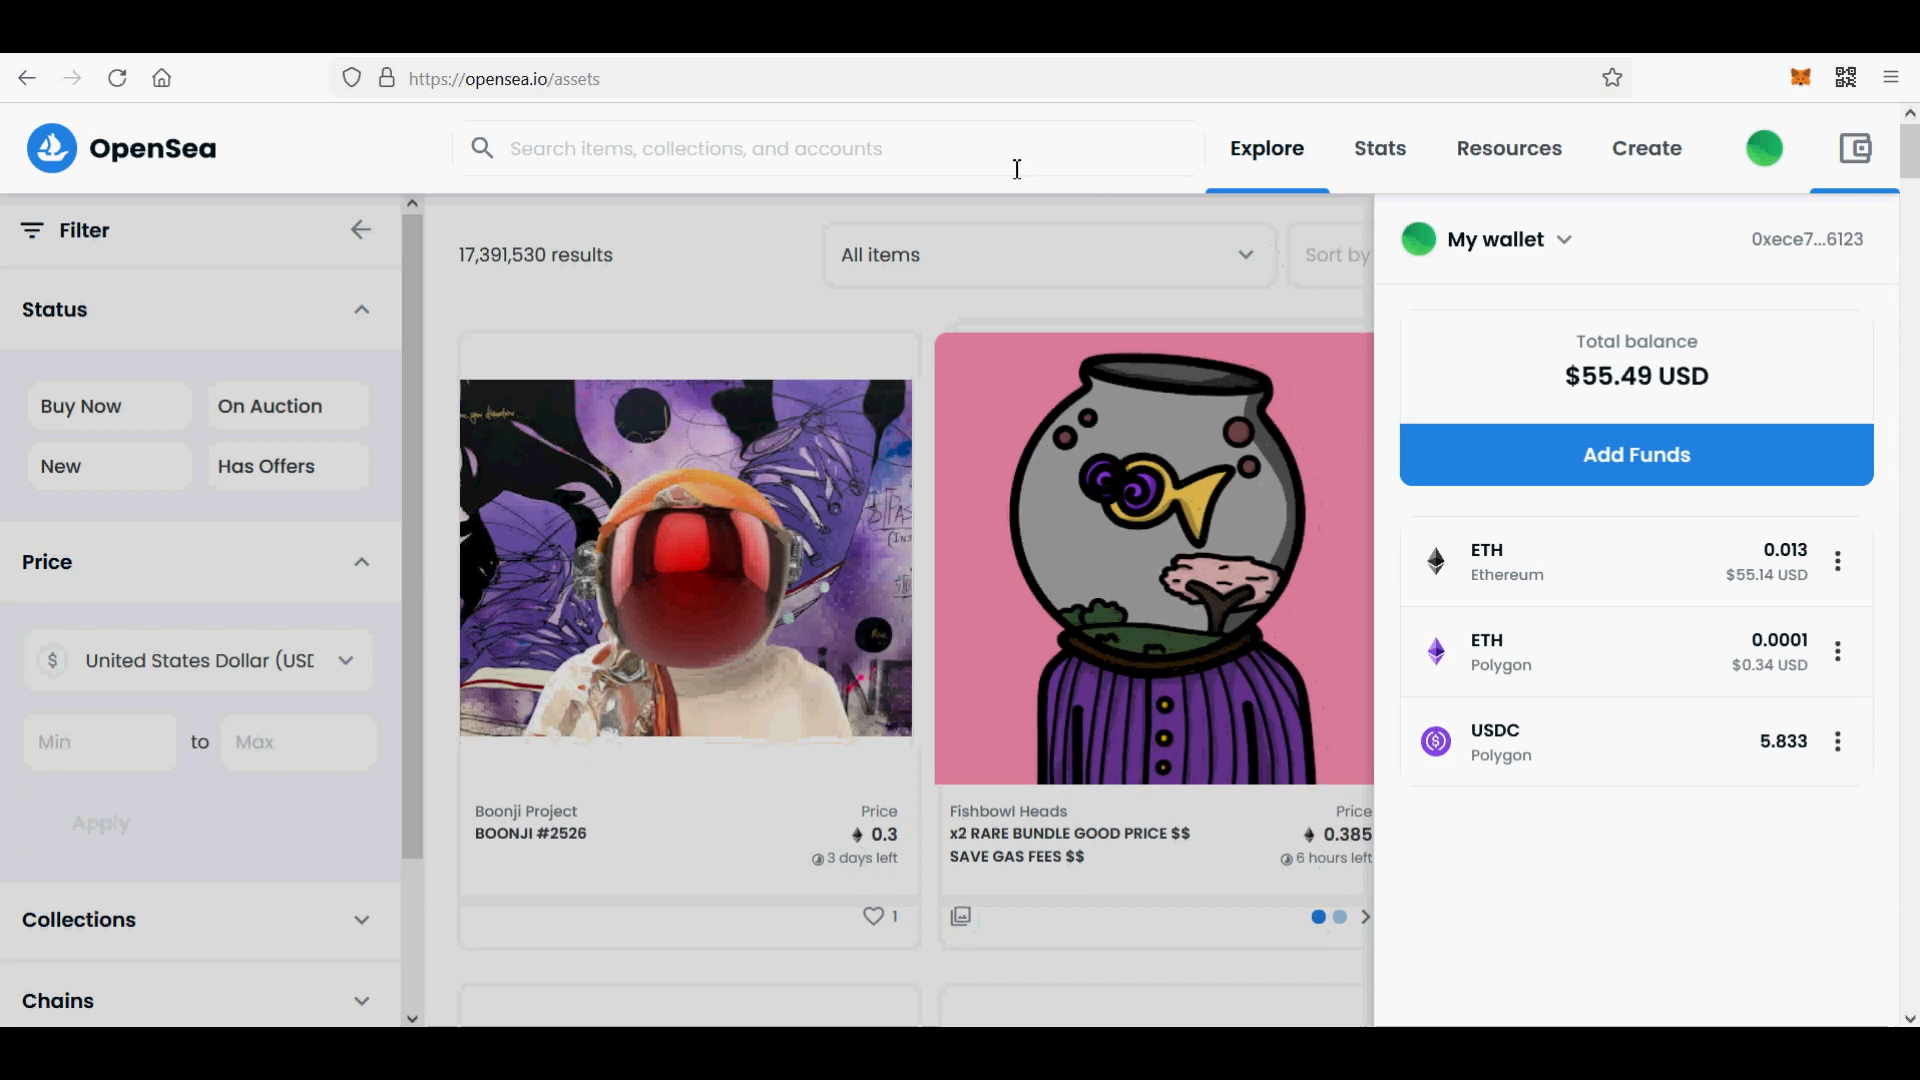 https://opensea.io/assets
OpenSea
Search items, collections, and accounts
Explore
Stats
Resources
Create
Filter
Status
Buy Now
On Auction
New
Has Offers
Price
$ United States Dollar (USD
Min to Max
Apply
Collections
Chains
17,391,530 results
All items
Sort by
Boonji Project
BOONJI #2526
Price
0.3
3 days left
1
Fishbowl Heads
x2 RARE BUNDLE GOOD PRICE $$
SAVE GAS FEES $$
Price
0.385
6 hours left
My wallet
0xece7...6123
Total balance
$55.49 USD
Add Funds
ETH 0.013
Ethereum $55.14 USD
ETH 0.0001
Polygon $0.34 USD
USDC 5.833
Polygon